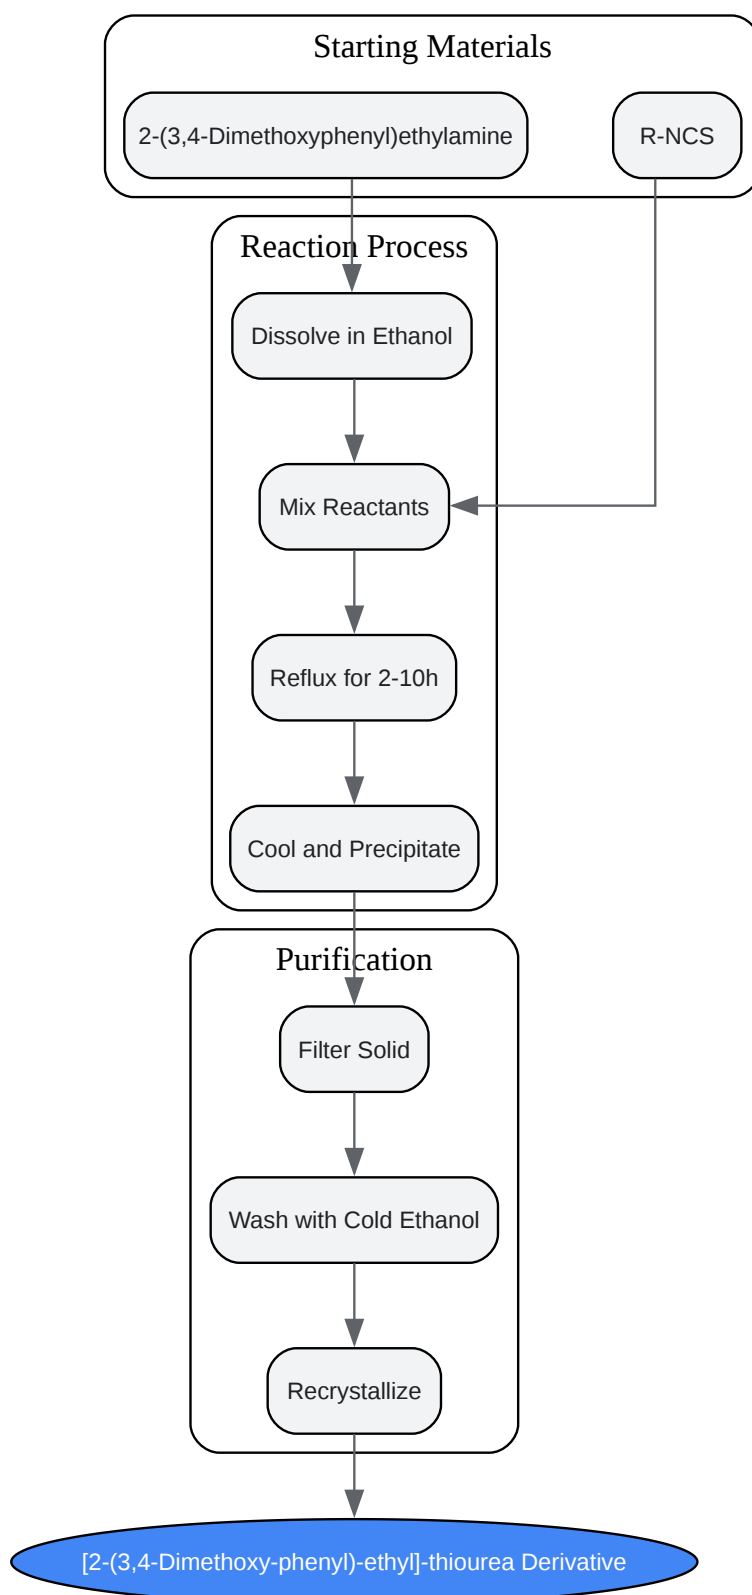 Starting Materials
2-(3,4-Dimethoxyphenyl)ethylamine
R-NCS
Reaction Process
Dissolve in Ethanol
Mix Reactants
Reflux for 2-10h
Cool and Precipitate
Purification
Filter Solid
Wash with Cold Ethanol
Recrystallize
[2-(3,4-Dimethoxy-phenyl)-ethyl]-thiourea Derivative